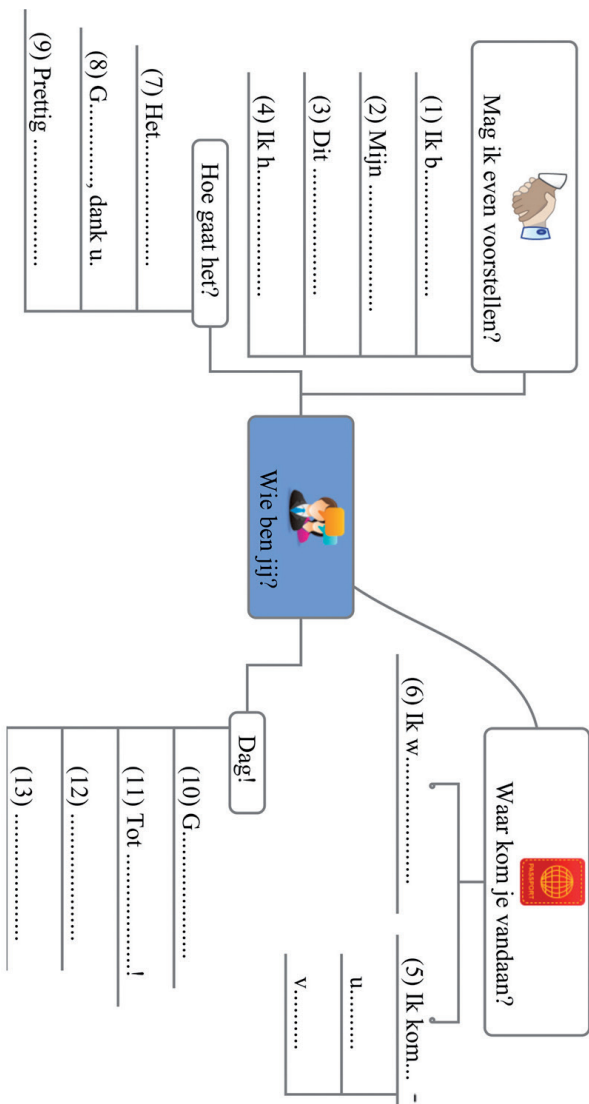 Mag ik even voorstellen?
(1) Ik b......................
(2) Mijn ......................
(3) Dit ......................
(4) Ik h......................
Hoe gaat het?
(7) Het......................
(8) G............, dank u.
(9) Prettig ......................
Wie ben jij?
Waar kom je vandaan?
PASSPORT
(6) Ik w......................
(5) Ik kom... -
u.........
v..........
Dag!
(10) G......................
(11) Tot ....................!
(12) ......................
(13) ......................